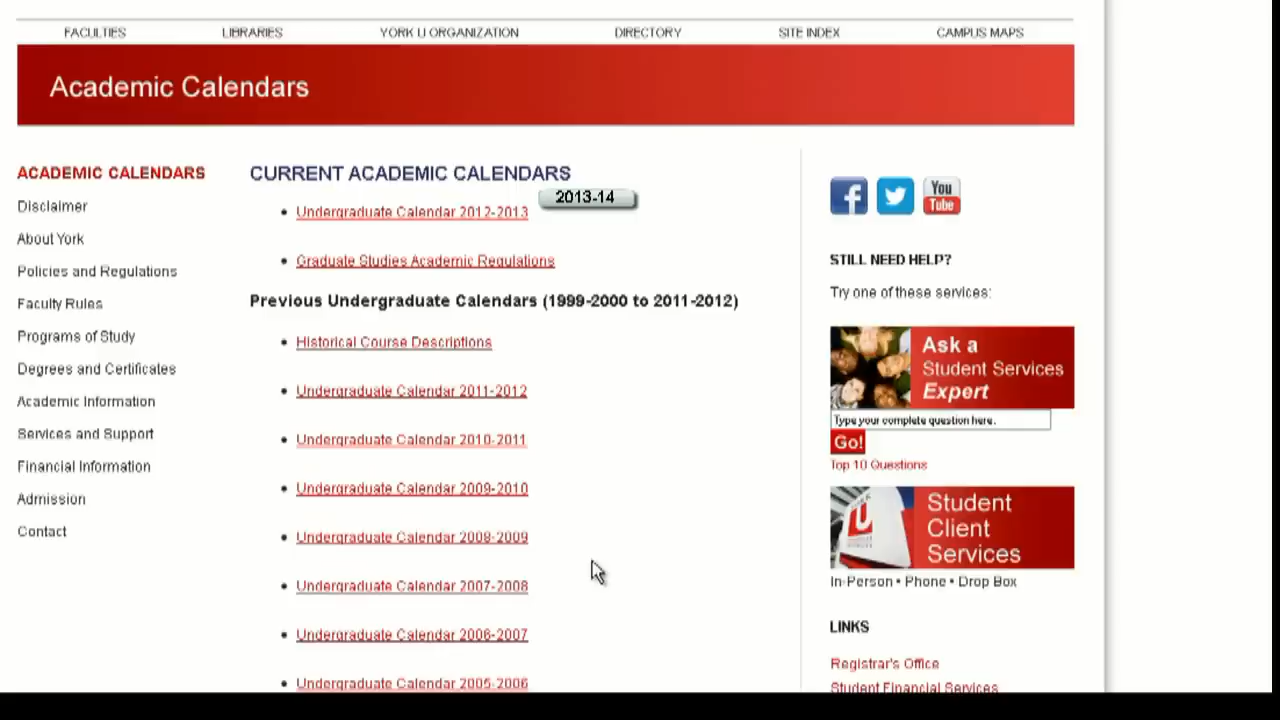 FACULTIES LIBRARIES YORK U ORGANIZATION DIRECTORY SITE INDEX CAMPUS MAPS
Academic Calendars
ACADEMIC CALENDARS
Disclaimer
About York
Policies and Regulations
Faculty Rules
Programs of Study
Degrees and Certificates
Academic Information
Services and Support
Financial Information
Admission
Contact
CURRENT ACADEMIC CALENDARS
2013-14
• Undergraduate Calendar 2012-2013
• Graduate Studies Academic Regulations
Previous Undergraduate Calendars (1999-2000 to 2011-2012)
• Historical Course Descriptions
• Undergraduate Calendar 2011-2012
• Undergraduate Calendar 2010-2011
• Undergraduate Calendar 2009-2010
• Undergraduate Calendar 2008-2009
• Undergraduate Calendar 2007-2008
• Undergraduate Calendar 2006-2007
• Undergraduate Calendar 2005-2006
You
Tube
STILL NEED HELP?
Try one of these services:
Ask a
Student Services
Expert
Type your complete question here.
Go!
Top 10 Questions
Student
Client
Services
In-Person • Phone • Drop Box
LINKS
Registrar's Office
Student Financial Services